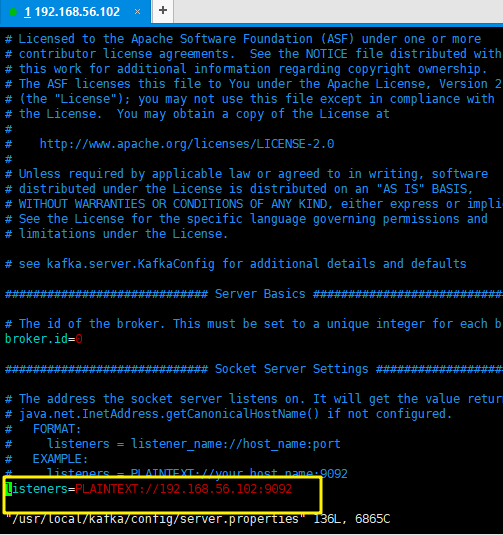 1 192.168.56.102 × +
# Licensed to the Apache Software Foundation (ASF) under one or more
# contributor license agreements.  See the NOTICE file distributed with
# this work for additional information regarding copyright ownership.
# The ASF licenses this file to You under the Apache License, Version 2
# (the "License"); you may not use this file except in compliance with
# the License.  You may obtain a copy of the License at
#
#    http://www.apache.org/licenses/LICENSE-2.0
#
# Unless required by applicable law or agreed to in writing, software
# distributed under the License is distributed on an "AS IS" BASIS,
# WITHOUT WARRANTIES OR CONDITIONS OF ANY KIND, either express or impli
# See the License for the specific language governing permissions and
# limitations under the License.
# see kafka.server.KafkaConfig for additional details and defaults
############################# Server Basics ###########################
# The id of the broker. This must be set to a unique integer for each b
broker.id=0
############################# Socket Server Settings ##################
# The address the socket server listens on. It will get the value retur
# java.net.InetAddress.getCanonicalHostName() if not configured.
#   FORMAT:
#     listeners = listener_name://host_name:port
#   EXAMPLE:
#     listeners = PLAINTEXT://your.host.name:9092
listeners=PLAINTEXT://192.168.56.102:9092
"/usr/local/kafka/config/server.properties" 136L, 6865C